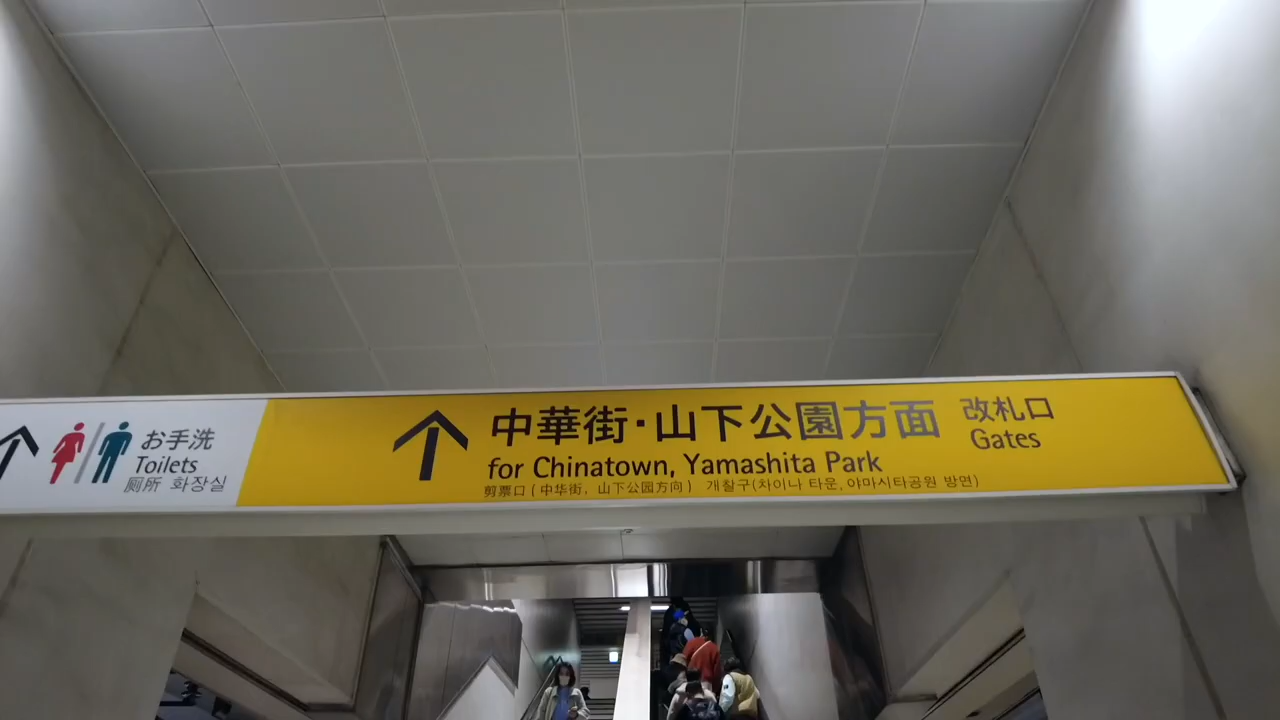 お手洗
Toilets
厕所 화장실
中華街・山下公園方面 改札口
for Chinatown, Yamashita Park Gates
剪票口(中华街，山下公园方向) 개찰구(차이나 타운, 야마시타공원 방면)